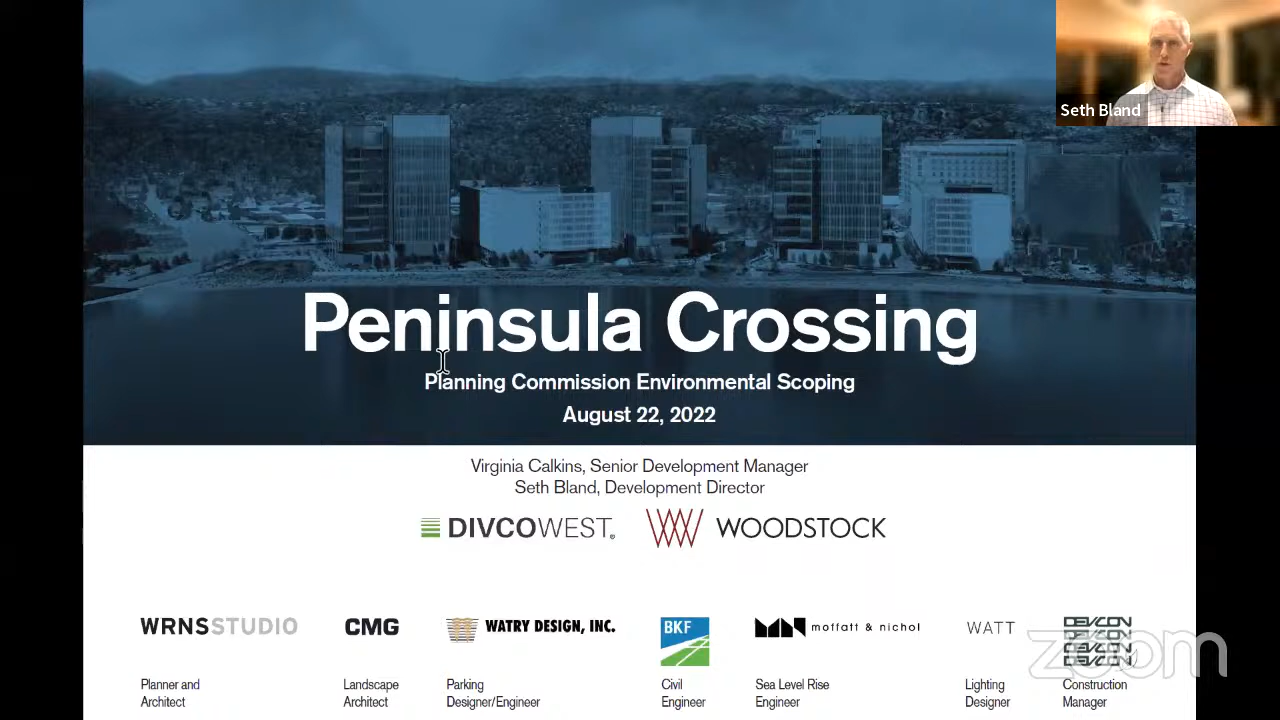 Seth Bland
Peninsula Crossing
Planning Commission Environmental Scoping
August 22, 2022
Virginia Calkins, Senior Development Manager
Seth Bland, Development Director
DIVCOWEST®
WOODSTOCK
WRNSSTUDIO
CMG
WATRY DESIGN, INC.
BKF
moffatt & nichol
WATT
DEVCON
zoom
Planner and
Architect
Landscape
Architect
Parking
Designer/Engineer
Civil
Engineer
Sea Level Rise
Engineer
Lighting
Designer
Construction
Manager